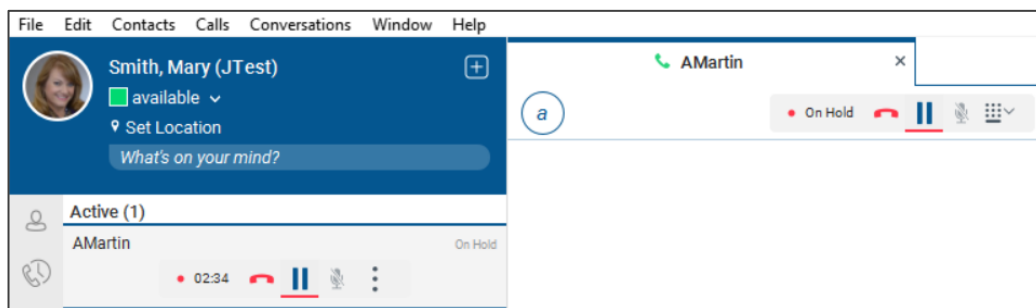 File Edit Contacts Calls Conversations Window Help
Smith, Mary (JTest)
available
Set Location
What's on your mind?
Active (1)
AMartin
On Hold
02:34
AMartin ×
a
On Hold